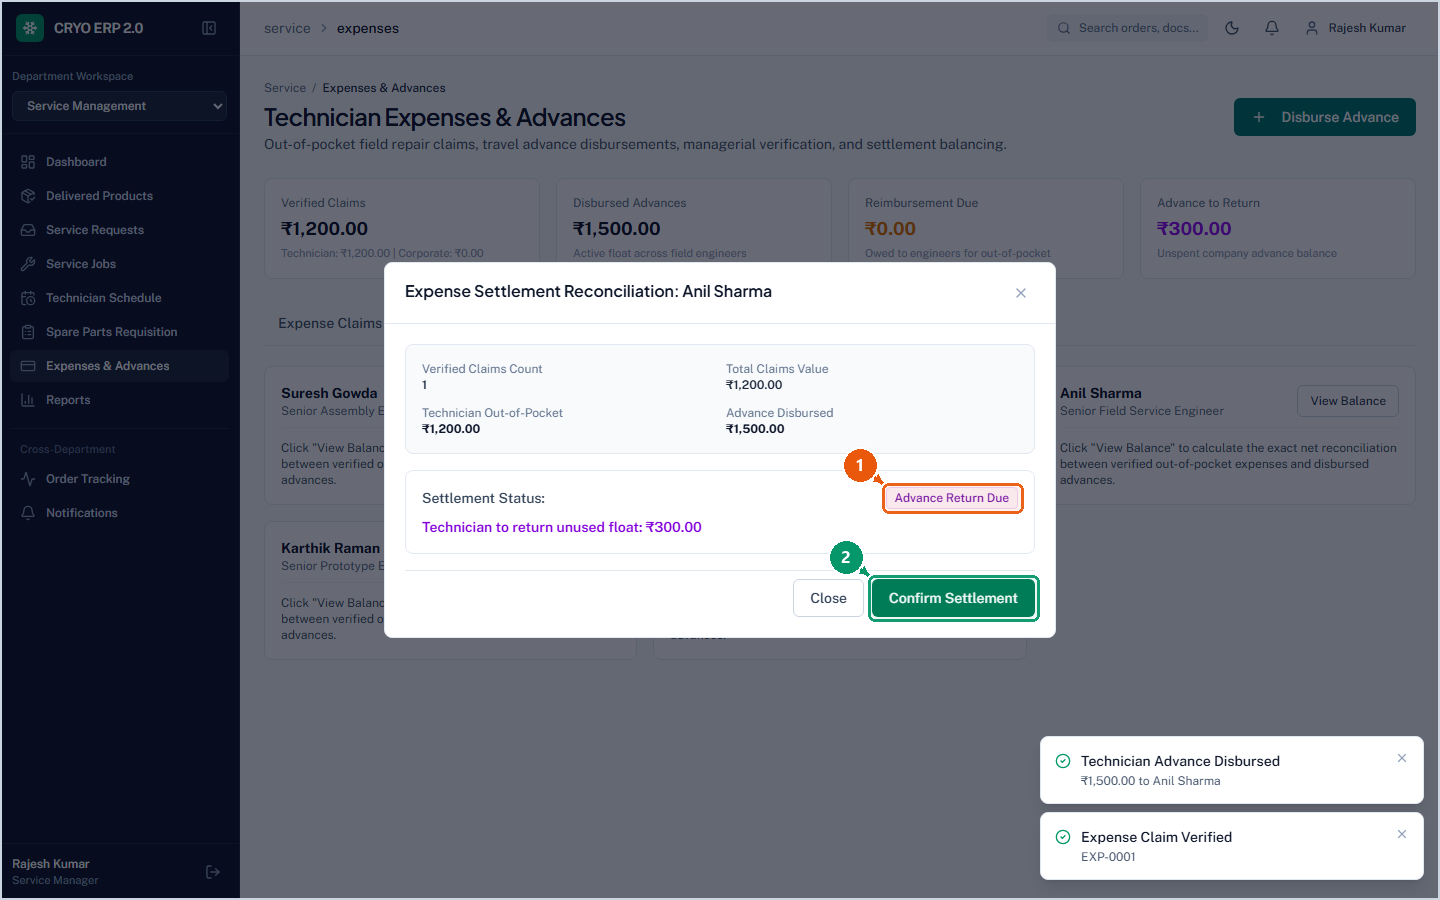 CRYO ERP 2.0
Department Workspace
Service Management
Dashboard
Delivered Products
Service Requests
Service Jobs
Technician Schedule
Spare Parts Requisition
Expenses & Advances
Reports
Cross-Department
Order Tracking
Notifications
Rajesh Kumar
Service Manager
service > expenses
Search orders, docs...
Rajesh Kumar
Service / Expenses & Advances
Technician Expenses & Advances
Out-of-pocket field repair claims, travel advance disbursements, managerial verification, and settlement balancing.
+ Disburse Advance
Verified Claims
₹1,200.00
Technician: ₹1,200.00 | Corporate: ₹0.00
Disbursed Advances
₹1,500.00
Active float across field engineers
Reimbursement Due
₹0.00
Owed to engineers for out-of-pocket
Advance to Return
₹300.00
Unspent company advance balance
Expense Claims
Suresh Gowda
Senior Assembly E
Click "View Balanc
between verified o
advances.
Anil Sharma
Senior Field Service Engineer
View Balance
Click "View Balance" to calculate the exact net reconciliation
between verified out-of-pocket expenses and disbursed
advances.
Karthik Raman
Senior Prototype E
Click "View Balanc
between verified o
advances.
Expense Settlement Reconciliation: Anil Sharma
Verified Claims Count
1
Total Claims Value
₹1,200.00
Technician Out-of-Pocket
₹1,200.00
Advance Disbursed
₹1,500.00
1
Settlement Status:
Advance Return Due
Technician to return unused float: ₹300.00
2
Close
Confirm Settlement
Technician Advance Disbursed
₹1,500.00 to Anil Sharma
Expense Claim Verified
EXP-0001